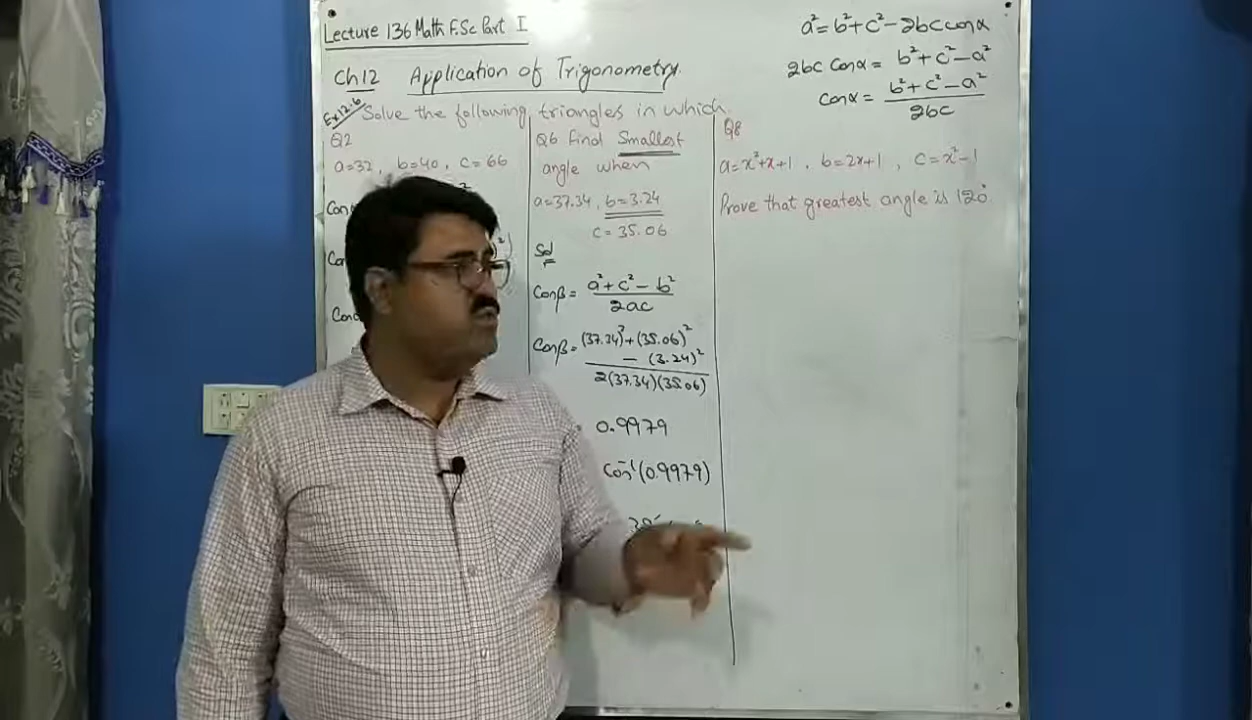 Lecture 136 Math F.Sc Part I
Ch 12 Application of Trigonometry.
Ex 12.6 Solve the following triangles in which
Q2
a=32, b=40, c=66
Q6 Find Smallest
angle when
a=37.34, b=3.24
c=35.06
Sol
Cosβ = a²+c²-b² / 2ac
Cosβ = (37.34)²+(35.06)²
- (3.24)²
2(37.34)(35.06)
0.9979
Cos⁻¹(0.9979)
a²=b²+c²-2bc cosα
2bc Cosα = b²+c²-a²
cosα = b²+c²-a² / 2bc
Q8
a=x²+x+1, b=2x+1, c=x²-1
Prove that greatest angle is 120°